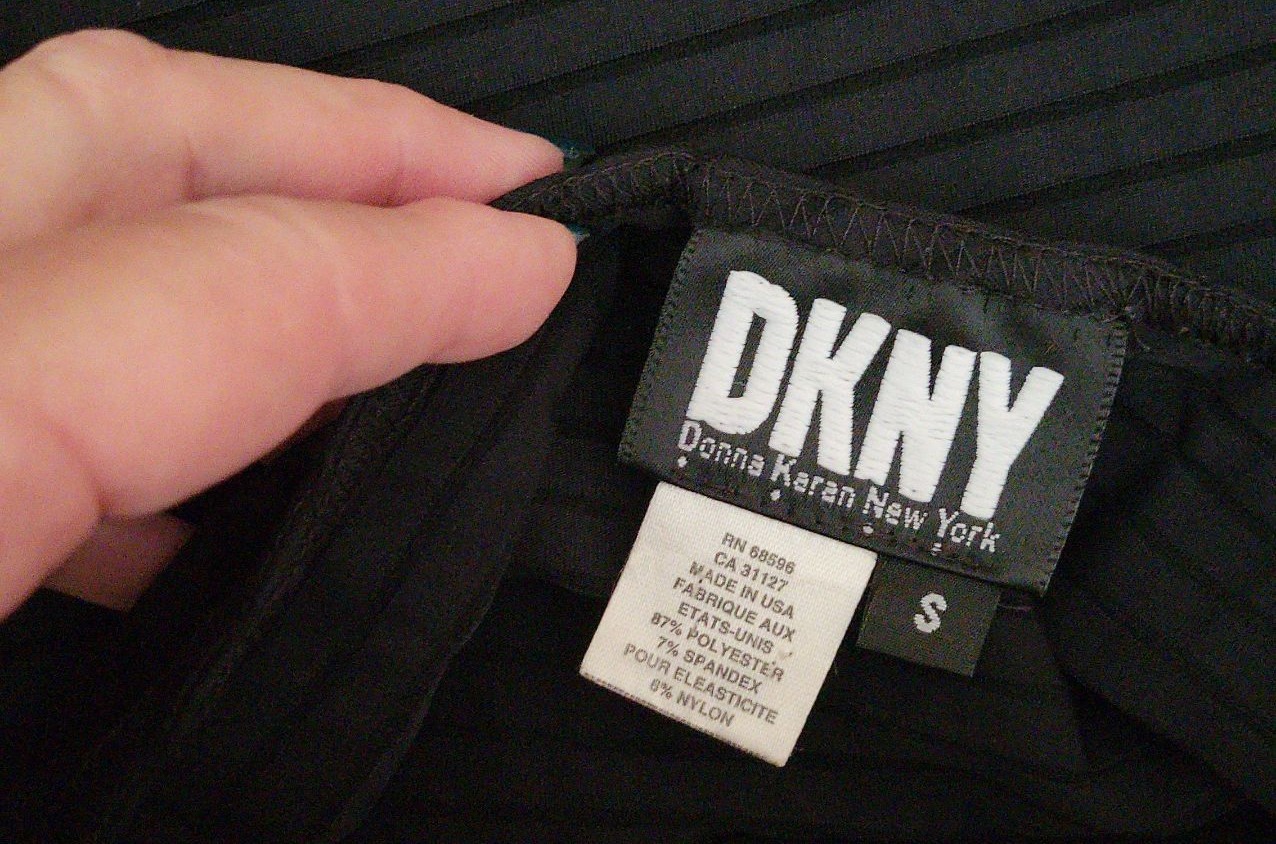 DKNY
Donna Karan New York
S
RN 68596
CA 31127
MADE IN USA
FABRIQUE AUX
ETATS-UNIS
87% POLYESTER
7% SPANDEX
POUR ELEASTICITE
6% NYLON